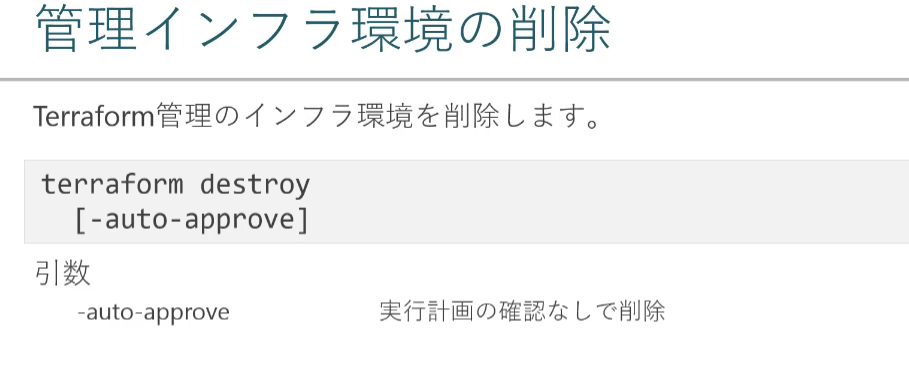 管理インフラ環境の削除
Terraform管理のインフラ環境を削除します。
terraform destroy
[-auto-approve]
引数
-auto-approve 実行計画の確認なしで削除